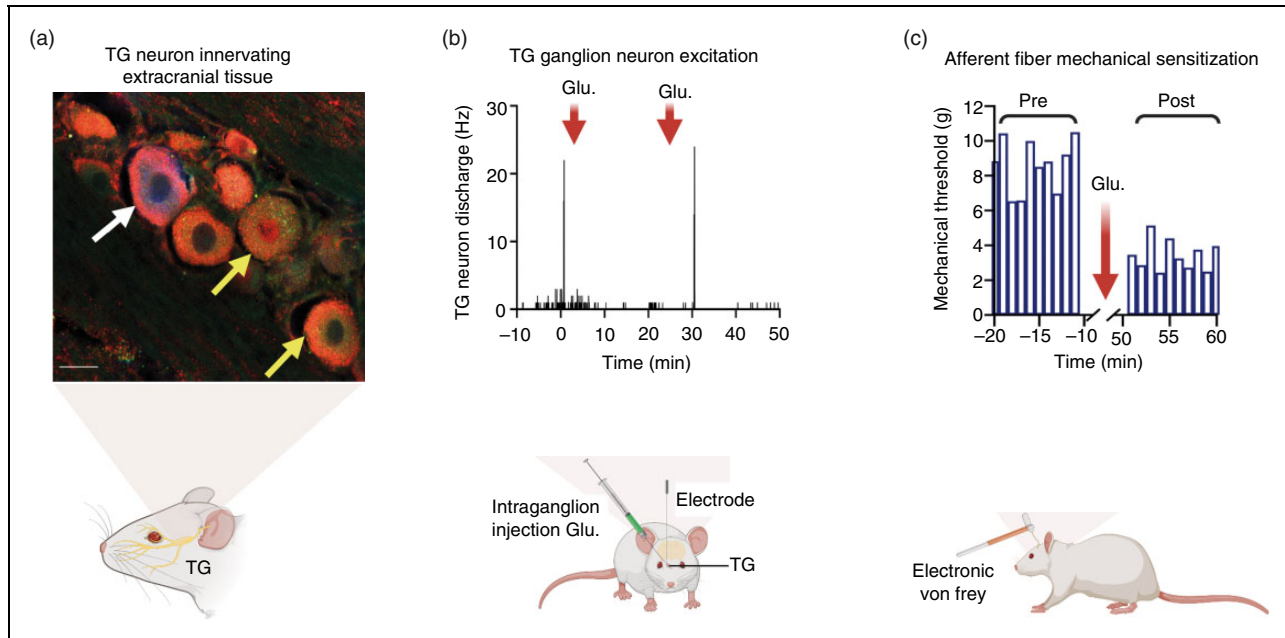 (a)
TG neuron innervating
extracranial tissue
TG
(b)
TG ganglion neuron excitation
Glu.
Glu.
30
20
10
0
TG neuron discharge (Hz)
–10 0 10 20 30 40 50
Time (min)
Intraganglion
injection Glu.
Electrode
TG
(c)
Afferent fiber mechanical sensitization
Pre
Post
Glu.
12
10
8
6
4
2
0
Mechanical threshold (g)
–20 –15 –10 50 55 60
Time (min)
Electronic
von frey